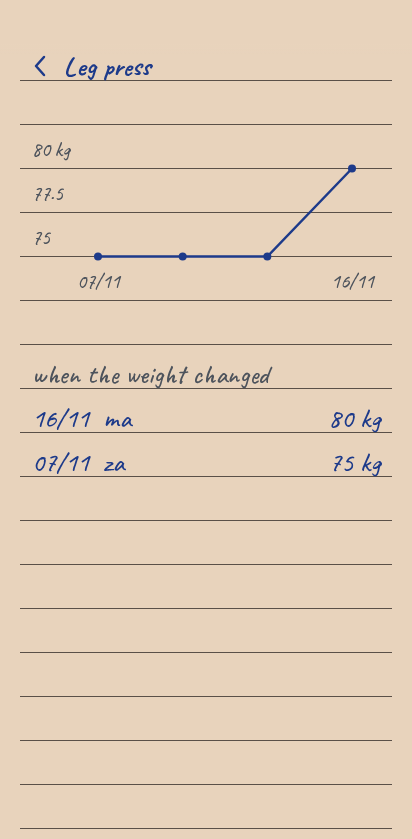 Leg press
80 kg
77.5
75
07/11 16/11
when the weight changed
16/11 ma 80 kg
07/11 za 75 kg